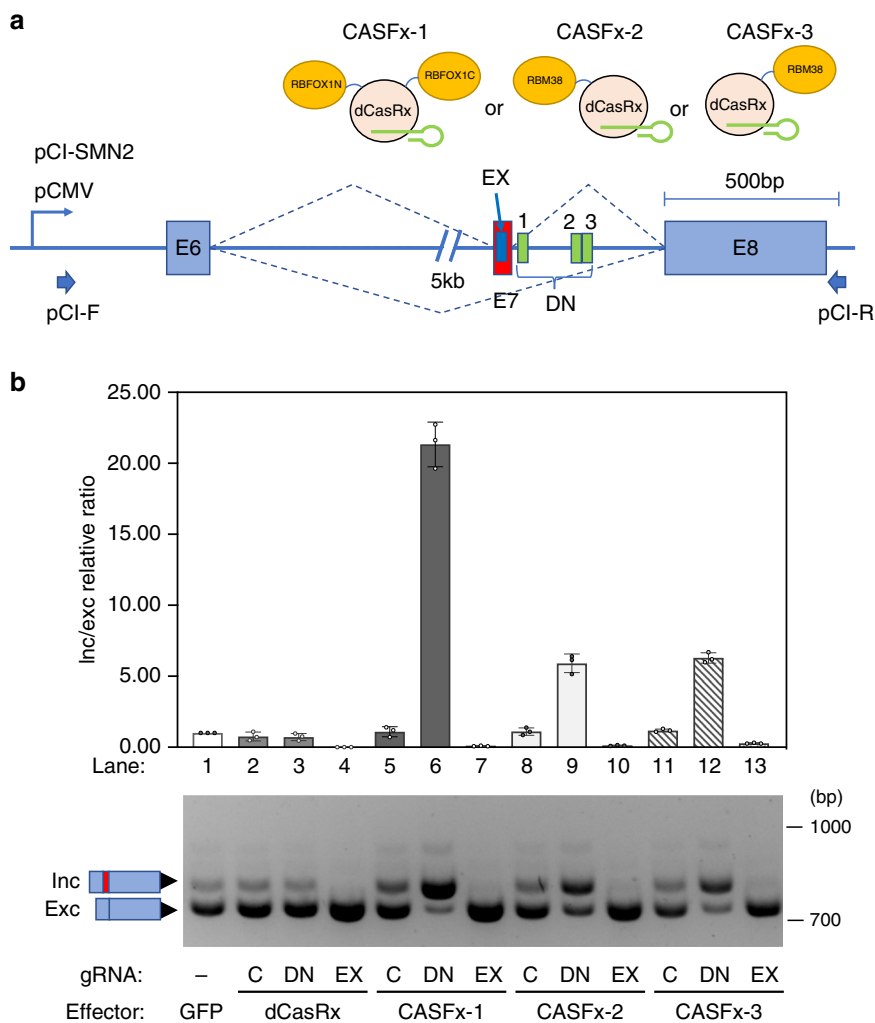 a
CASFx-1 CASFx-2 CASFx-3
RBFOX1N RBFOX1C RBM38 RBM38
dCasRx or dCasRx or dCasRx
pCI-SMN2
pCMV EX 500bp
1 2 3
E6 E8
5kb E7 DN
pCI-F pCI-R
b
Inc/exc relative ratio
25.00
20.00
15.00
10.00
5.00
0.00
Lane: 1 2 3 4 5 6 7 8 9 10 11 12 13
(bp)
1000
Inc
Exc 700
gRNA: – C DN EX C DN EX C DN EX C DN EX
Effector: GFP dCasRx CASFx-1 CASFx-2 CASFx-3